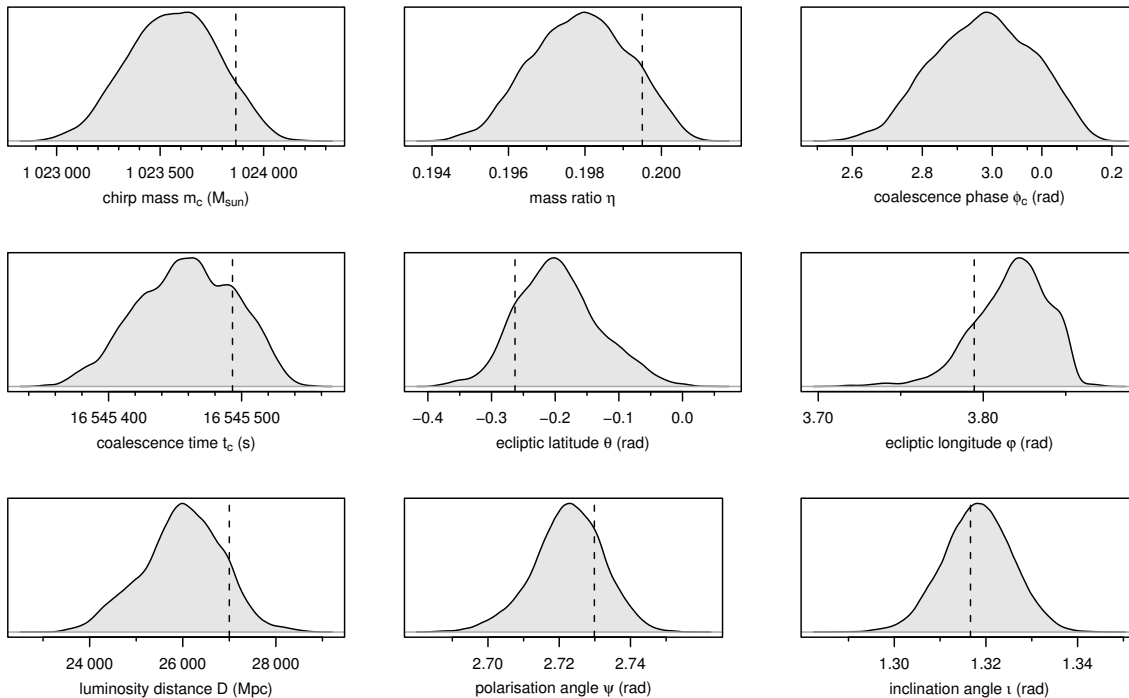 1 023 000 1 023 500 1 024 000
chirp mass m_c (M_sun)
0.194 0.196 0.198 0.200
mass ratio η
2.6 2.8 3.0 0.0 0.2
coalescence phase ϕ_c (rad)
16 545 400 16 545 500
coalescence time t_c (s)
−0.4 −0.3 −0.2 −0.1 0.0
ecliptic latitude θ (rad)
3.70 3.80
ecliptic longitude φ (rad)
24 000 26 000 28 000
luminosity distance D (Mpc)
2.70 2.72 2.74
polarisation angle ψ (rad)
1.30 1.32 1.34
inclination angle ι (rad)